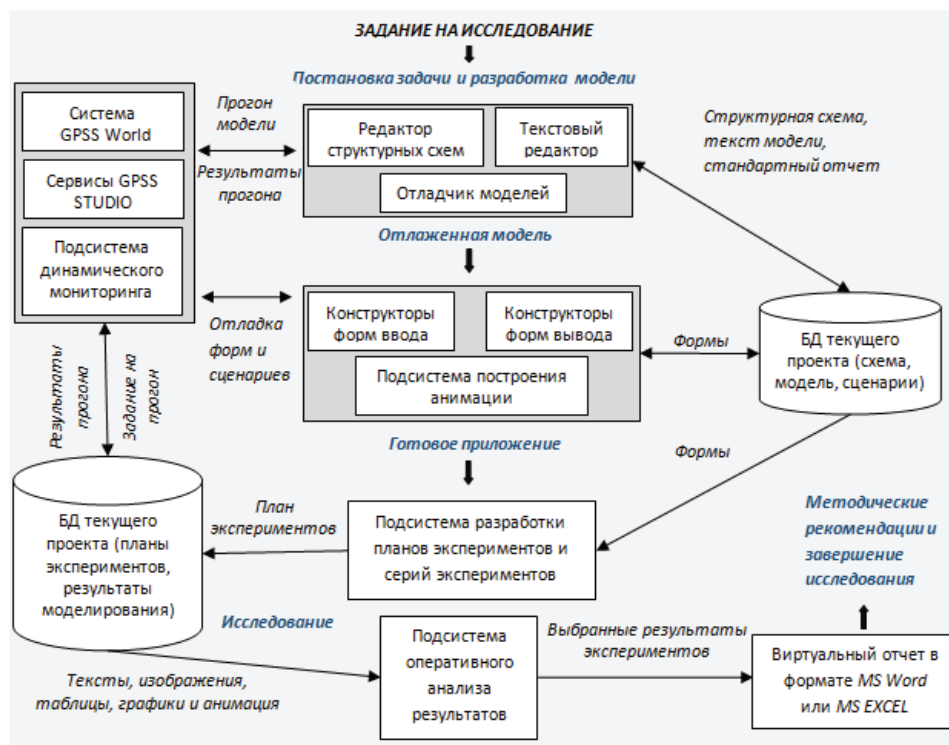 ЗАДАНИЕ НА ИССЛЕДОВАНИЕ
Постановка задачи и разработка модели
Система
GPSS World
Сервисы GPSS
STUDIO
Подсистема
динамического
мониторинга
Прогон
модели
Результаты
прогона
Редактор
структурных схем
Текстовый
редактор
Отладчик моделей
Структурная схема,
текст модели,
стандартный отчет
Отлаженная модель
Отладка
форм и
сценариев
Конструкторы
форм ввода
Конструкторы
форм вывода
Подсистема построения
анимации
Формы
БД текущего
проекта (схема,
модель, сценарии)
Результаты
прогона
Задание на
прогон
Готовое приложение
Формы
БД текущего
проекта (планы
экспериментов,
результаты
моделирования)
План
экспериментов
Подсистема разработки
планов экспериментов и
серий экспериментов
Методические
рекомендации и
завершение
исследования
Исследование
Тексты, изображения,
таблицы, графики и анимация
Подсистема
оперативного
анализа
результатов
Выбранные результаты
экспериментов
Виртуальный отчет в
формате MS Word
или MS EXCEL